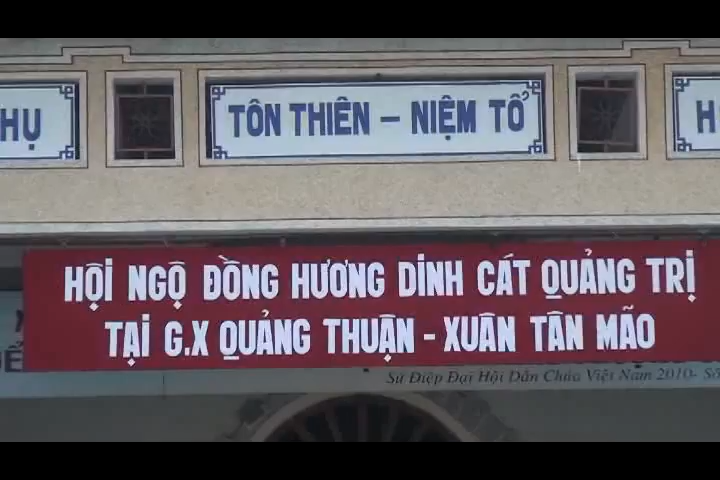 HỤ
TÔN THIÊN – NIỆM TỔ
H
HỘI NGỘ ĐỒNG HƯƠNG DINH CÁT QUẢNG TRỊ
TẠI G.X QUẢNG THUẬN - XUÂN TÂN MÃO
Sứ Điệp Đại Hội Dân Chúa Việt Nam 2010- Số